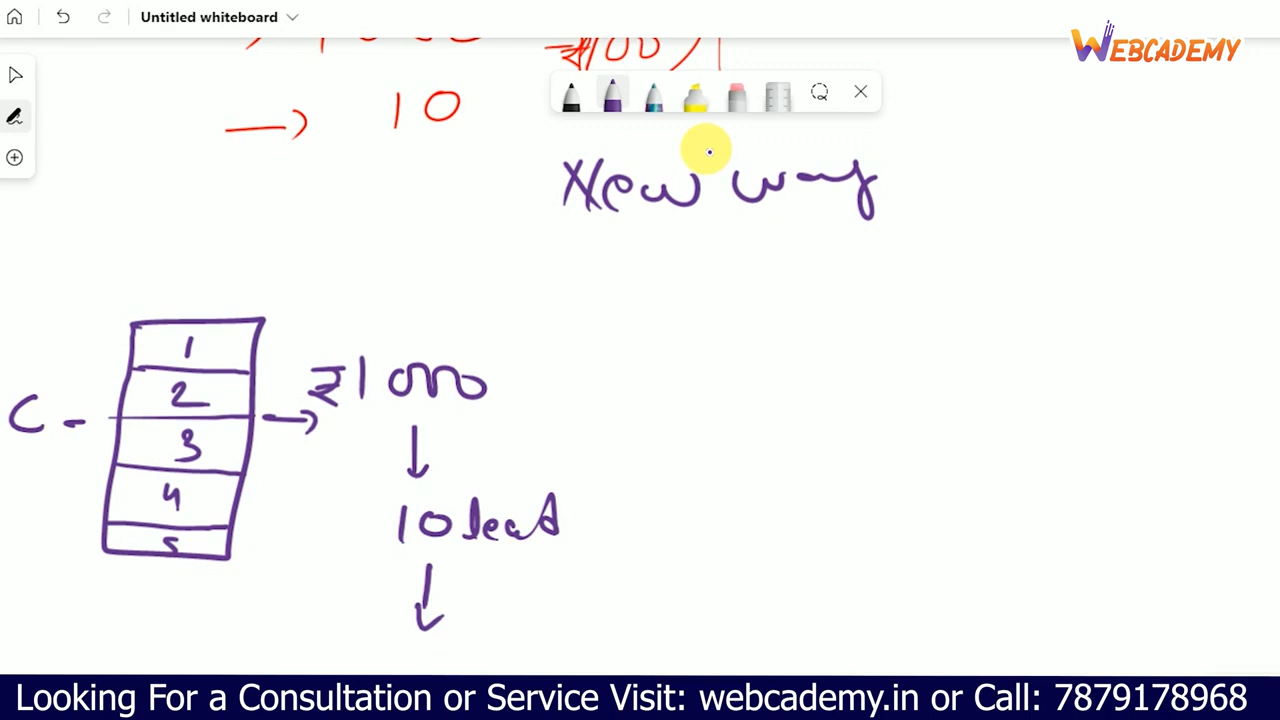 Untitled whiteboard
WEBCADEMY
₹100/
→ 10
New way
1
2
C - → ₹1000
3
4
↓
10 lead
5
↓
Looking For a Consultation or Service Visit: webcademy.in or Call: 7879178968